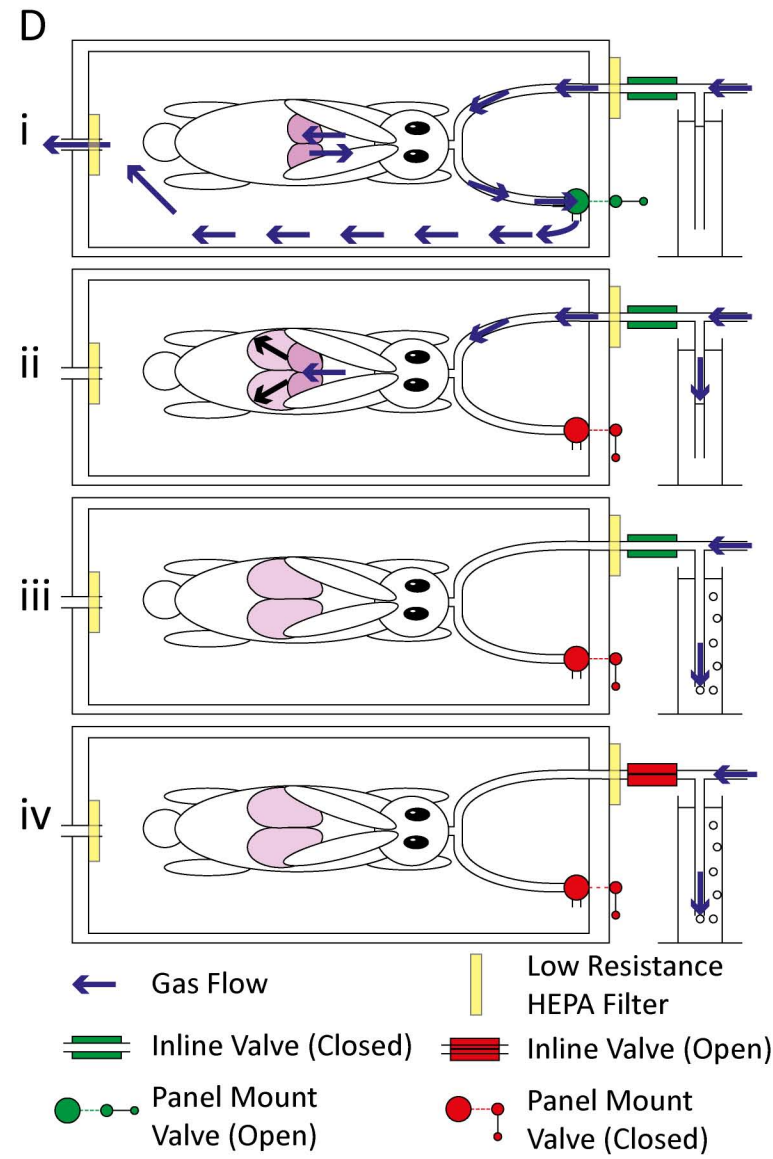 D
i
ii
iii
iv
Gas Flow
Low Resistance
HEPA Filter
Inline Valve (Closed)
Inline Valve (Open)
Panel Mount
Valve (Open)
Panel Mount
Valve (Closed)